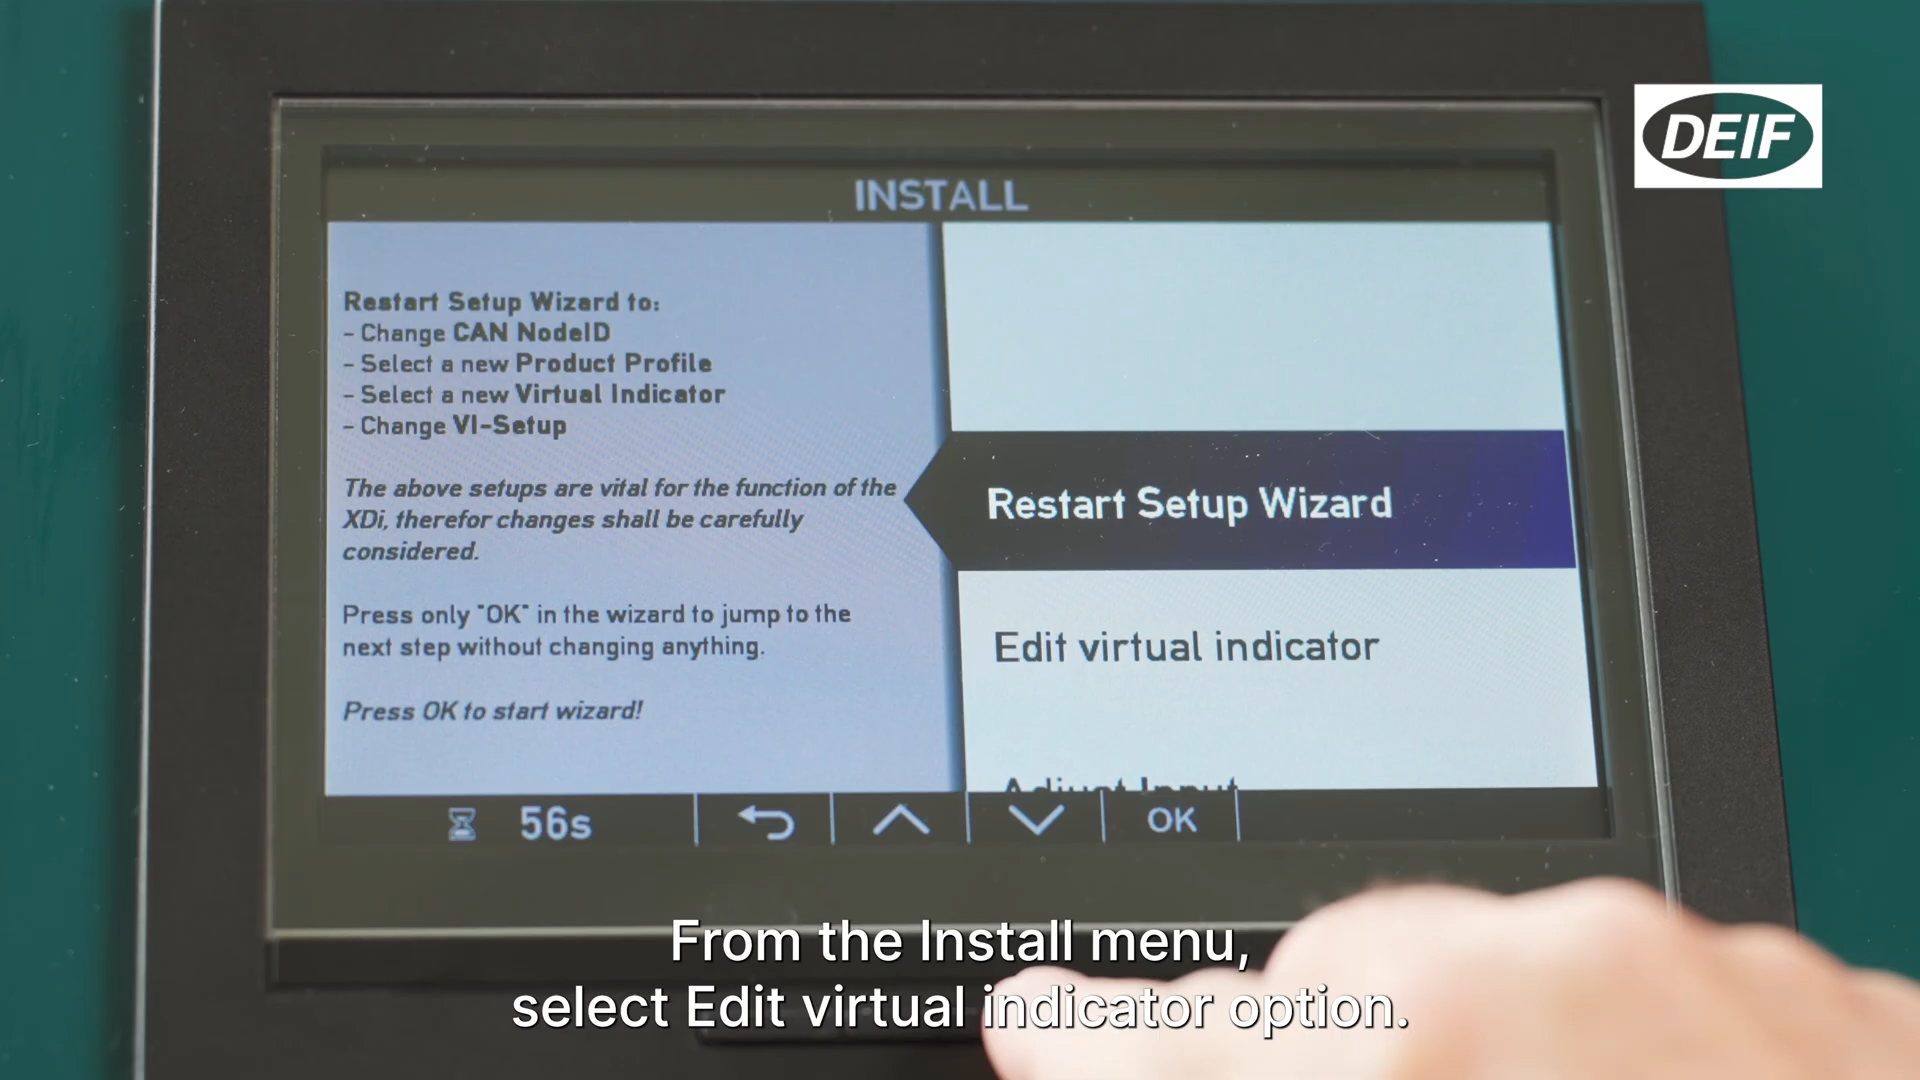 DEIF
INSTALL
Restart Setup Wizard to:
- Change CAN NodeID
- Select a new Product Profile
- Select a new Virtual Indicator
- Change VI-Setup
The above setups are vital for the function of the
XDi, therefor changes shall be carefully
considered.
Press only "OK" in the wizard to jump to the
next step without changing anything.
Press OK to start wizard!
Restart Setup Wizard
Edit virtual indicator
Adjust Input
56s
OK
From the Install menu,
select Edit virtual indicator option.